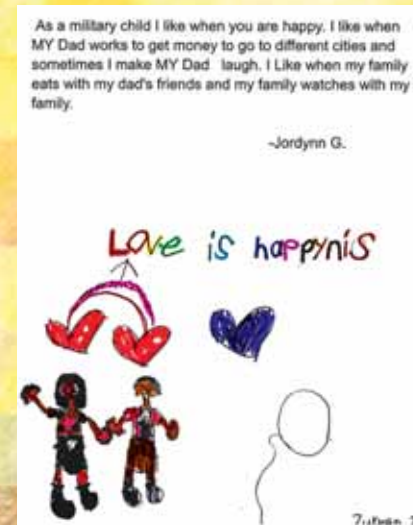 As a military child I like when you are happy. I like when
MY Dad works to get money to go to different cities and
sometimes I make MY Dad laugh. I Like when my family
eats with my dad's friends and my family watches with my
family.
-Jordynn G.
Love is happynis